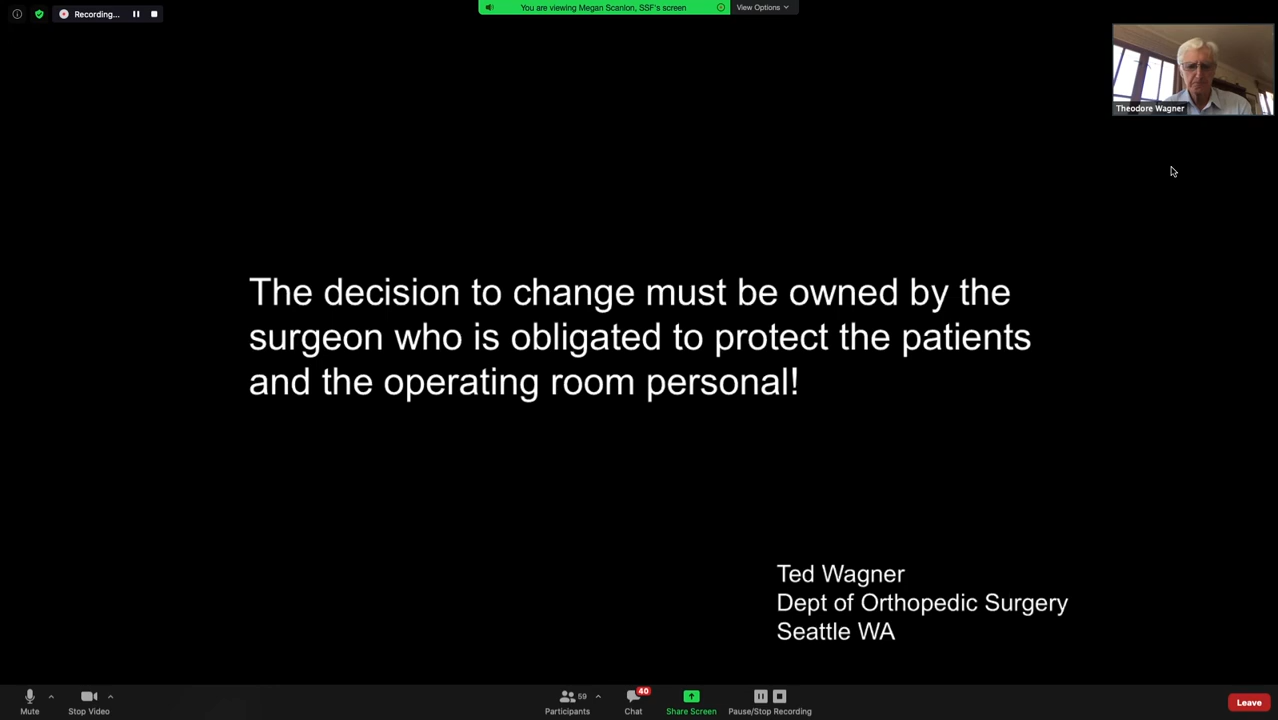 Recording...
You are viewing Megan Scanlon, SSF's screen
View Options
Theodore Wagner
The decision to change must be owned by the
surgeon who is obligated to protect the patients
and the operating room personal!
Ted Wagner
Dept of Orthopedic Surgery
Seattle WA
Mute
Stop Video
59
Participants
40
Chat
Share Screen
Pause/Stop Recording
Leave